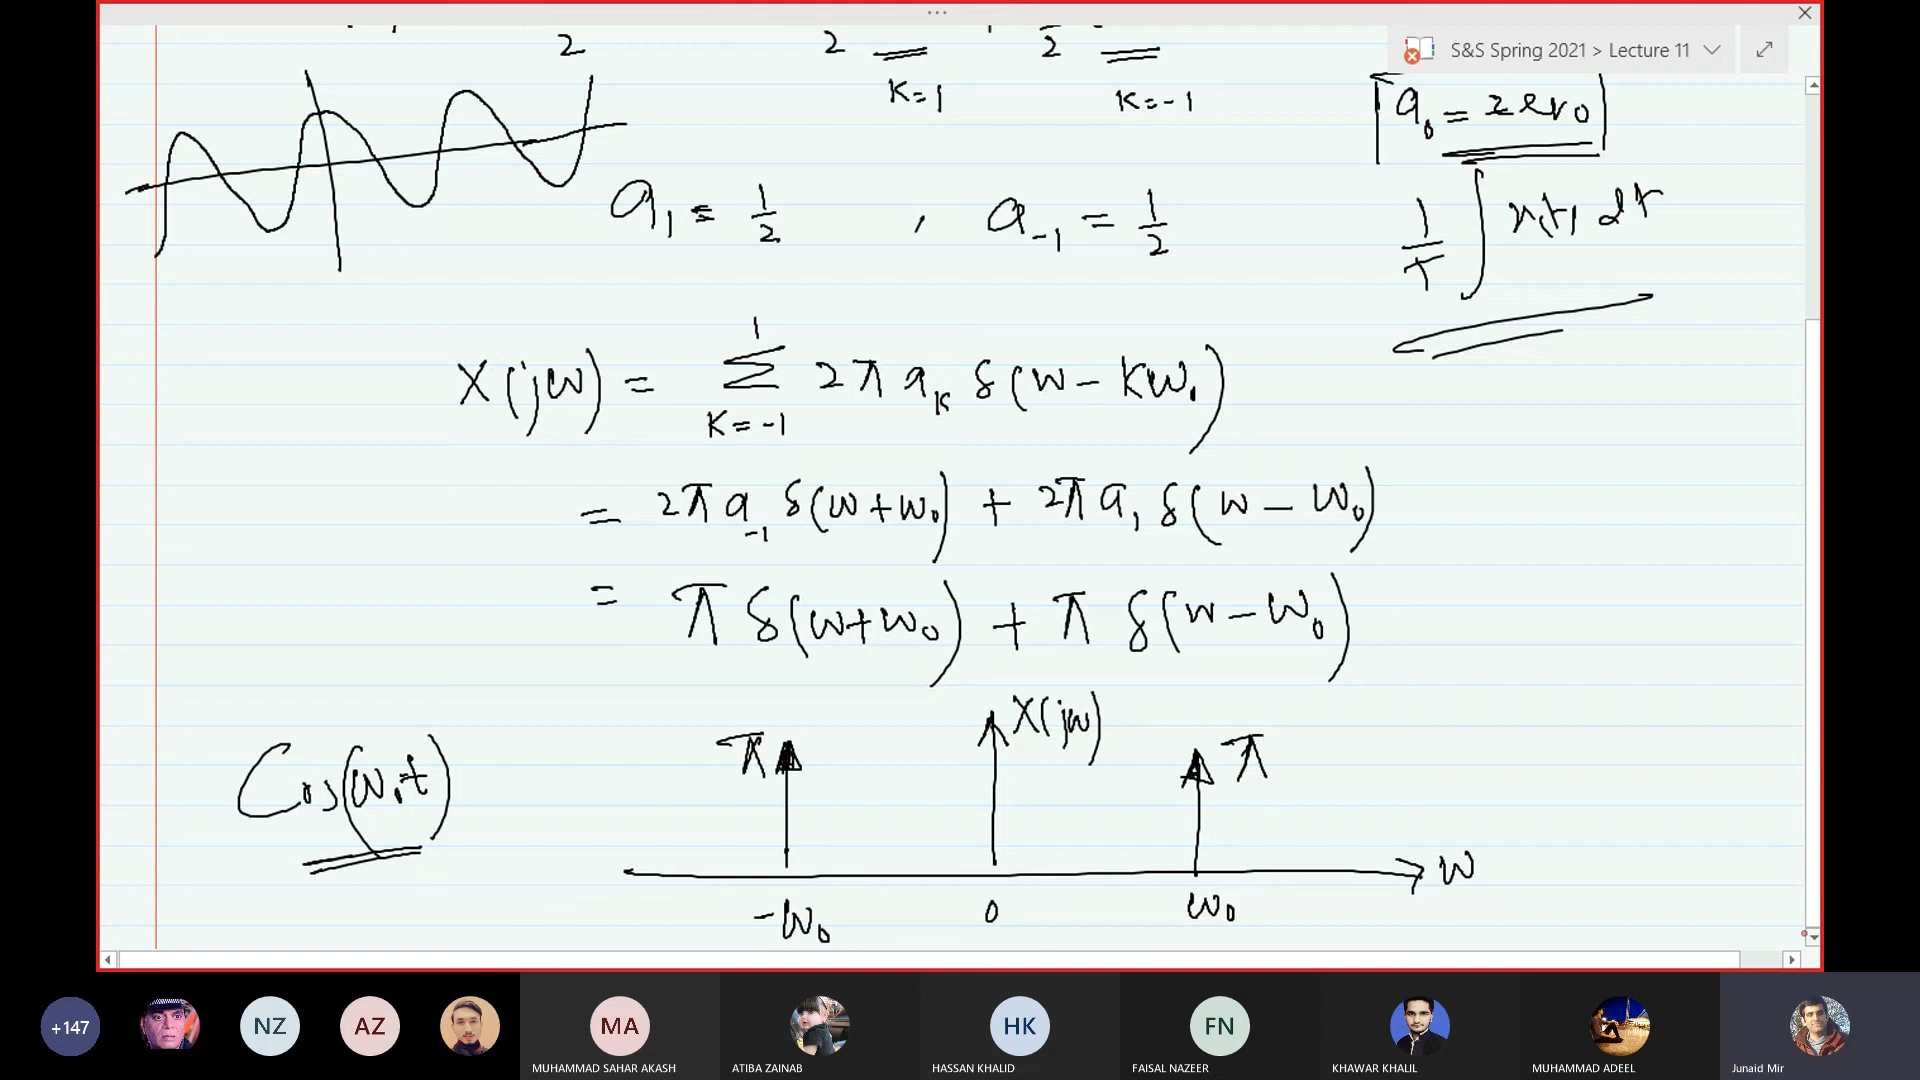 S&S Spring 2021 > Lecture 11
2 2 2
K=1 K=-1
a₀ = zero
a₁ = 1/2 , a₋₁ = 1/2
1/T ∫ x(t) dt
X(jω) = Σ_{K=-1}^{1} 2π a_K δ(ω - Kω₀)
= 2π a₋₁ δ(ω+ω₀) + 2π a₁ δ(ω - ω₀)
= π δ(ω+ω₀) + π δ(ω - ω₀)
X(jω)
Cos(ω₀t)
π π
ω
-ω₀ 0 ω₀
+147 NZ AZ MA HK FN
MUHAMMAD SAHAR AKASH ATIBA ZAINAB HASSAN KHALID FAISAL NAZEER KHAWAR KHALIL MUHAMMAD ADEEL Junaid Mir